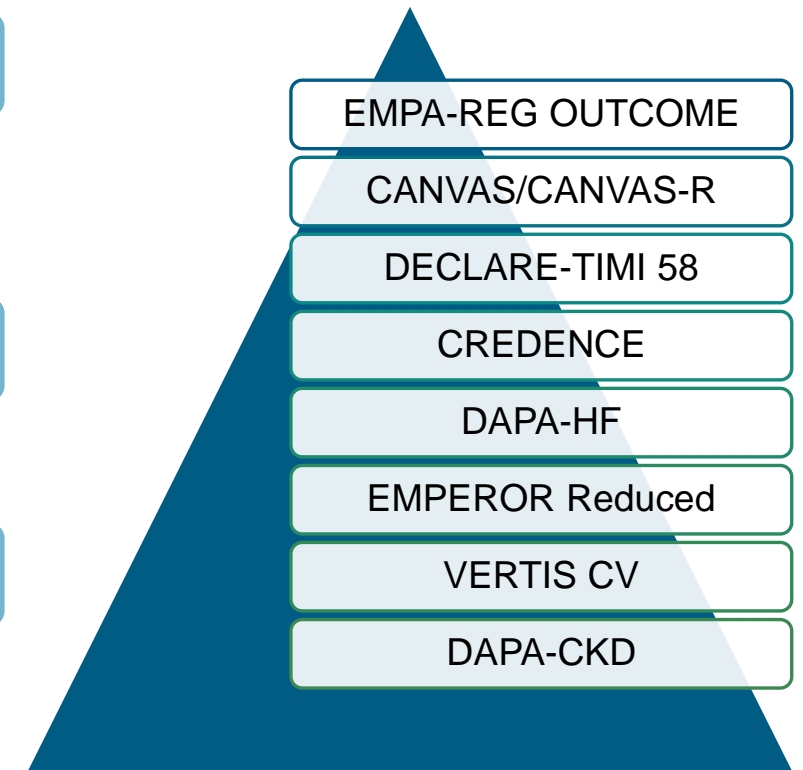 EMPA-REG OUTCOME
CANVAS/CANVAS-R
DECLARE-TIMI 58
CREDENCE
DAPA-HF
EMPEROR Reduced
VERTIS CV
DAPA-CKD